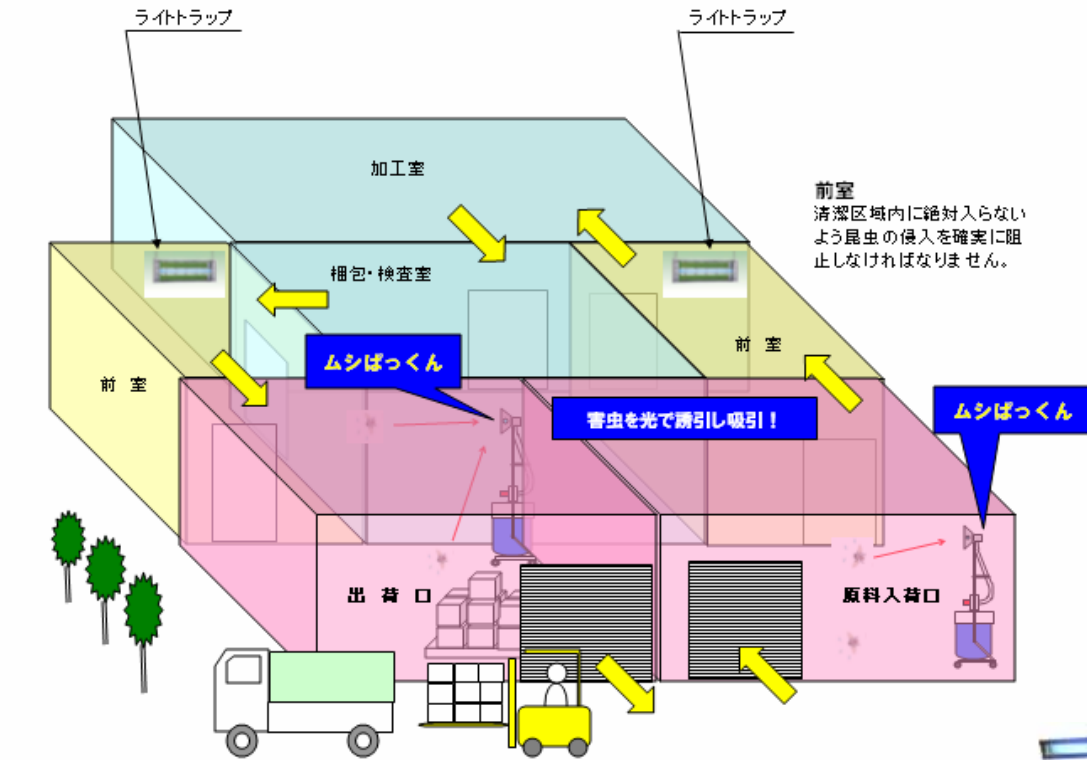 ライトトラップ
ライトトラップ
加工室
前室
清潔区域内に絶対入らない
よう昆虫の侵入を確実に阻
止しなければなりません。
梱包・検査室
前 室
ムシぱっくん
前 室
害虫を光で誘引し吸引！
ムシぱっくん
出 荷 口
原料入荷口